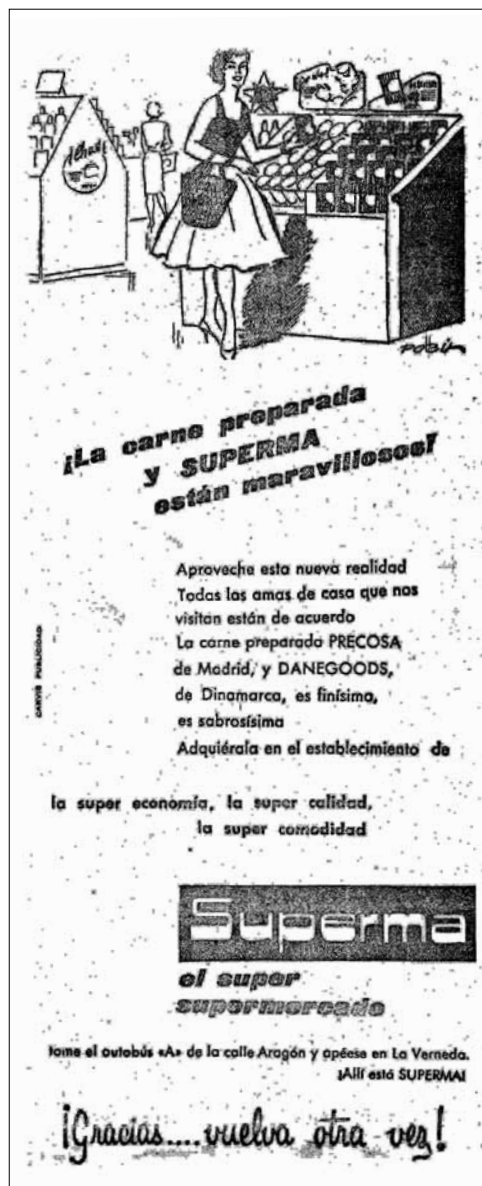 ¡La carne preparada
y SUPERMA
están maravillosos!
Aproveche esta nueva realidad
Todas las amas de casa que nos
visitan están de acuerdo
La carne preparada PRECOSA
de Madrid, y DANEGOODS,
de Dinamarca, es finísima,
es sabrosísima
Adquiérala en el establecimiento de
la super economía, la super calidad,
la super comodidad
Superma
el super
supermercado
tome el autobús «A» de la calle Aragón y apéese en La Verneda.
¡Allí está SUPERMA!
¡Gracias.... vuelva otra vez!
CARVIS PUBLICIDAD